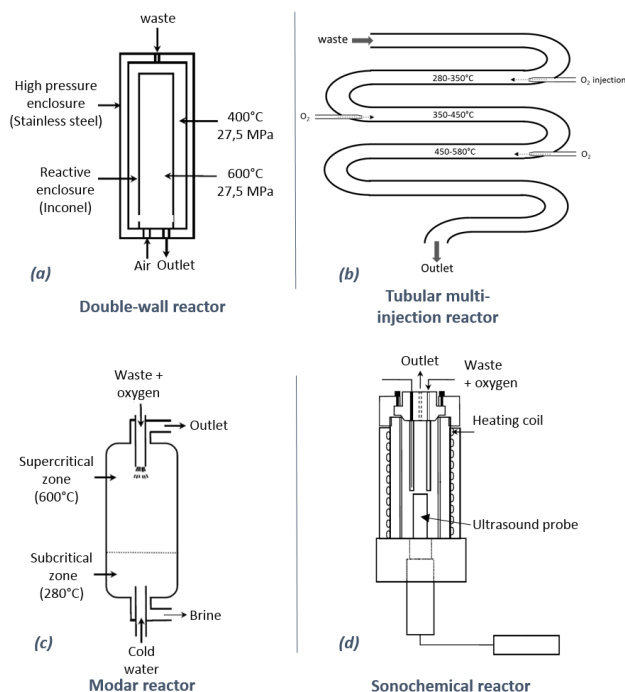 waste
High pressure
enclosure
(Stainless steel)
400°C
27,5 MPa
Reactive
enclosure
(Inconel)
600°C
27,5 MPa
Air
Outlet
(a)
Double-wall reactor
waste
280-350°C
O2 injection
O2
350-450°C
450-580°C
O2
Outlet
(b)
Tubular multi-
injection reactor
Waste +
oxygen
Outlet
Supercritical
zone
(600°C)
Subcritical
zone
(280°C)
Brine
Cold
water
(c)
Modar reactor
Outlet
Waste
+ oxygen
Heating coil
Ultrasound probe
(d)
Sonochemical reactor